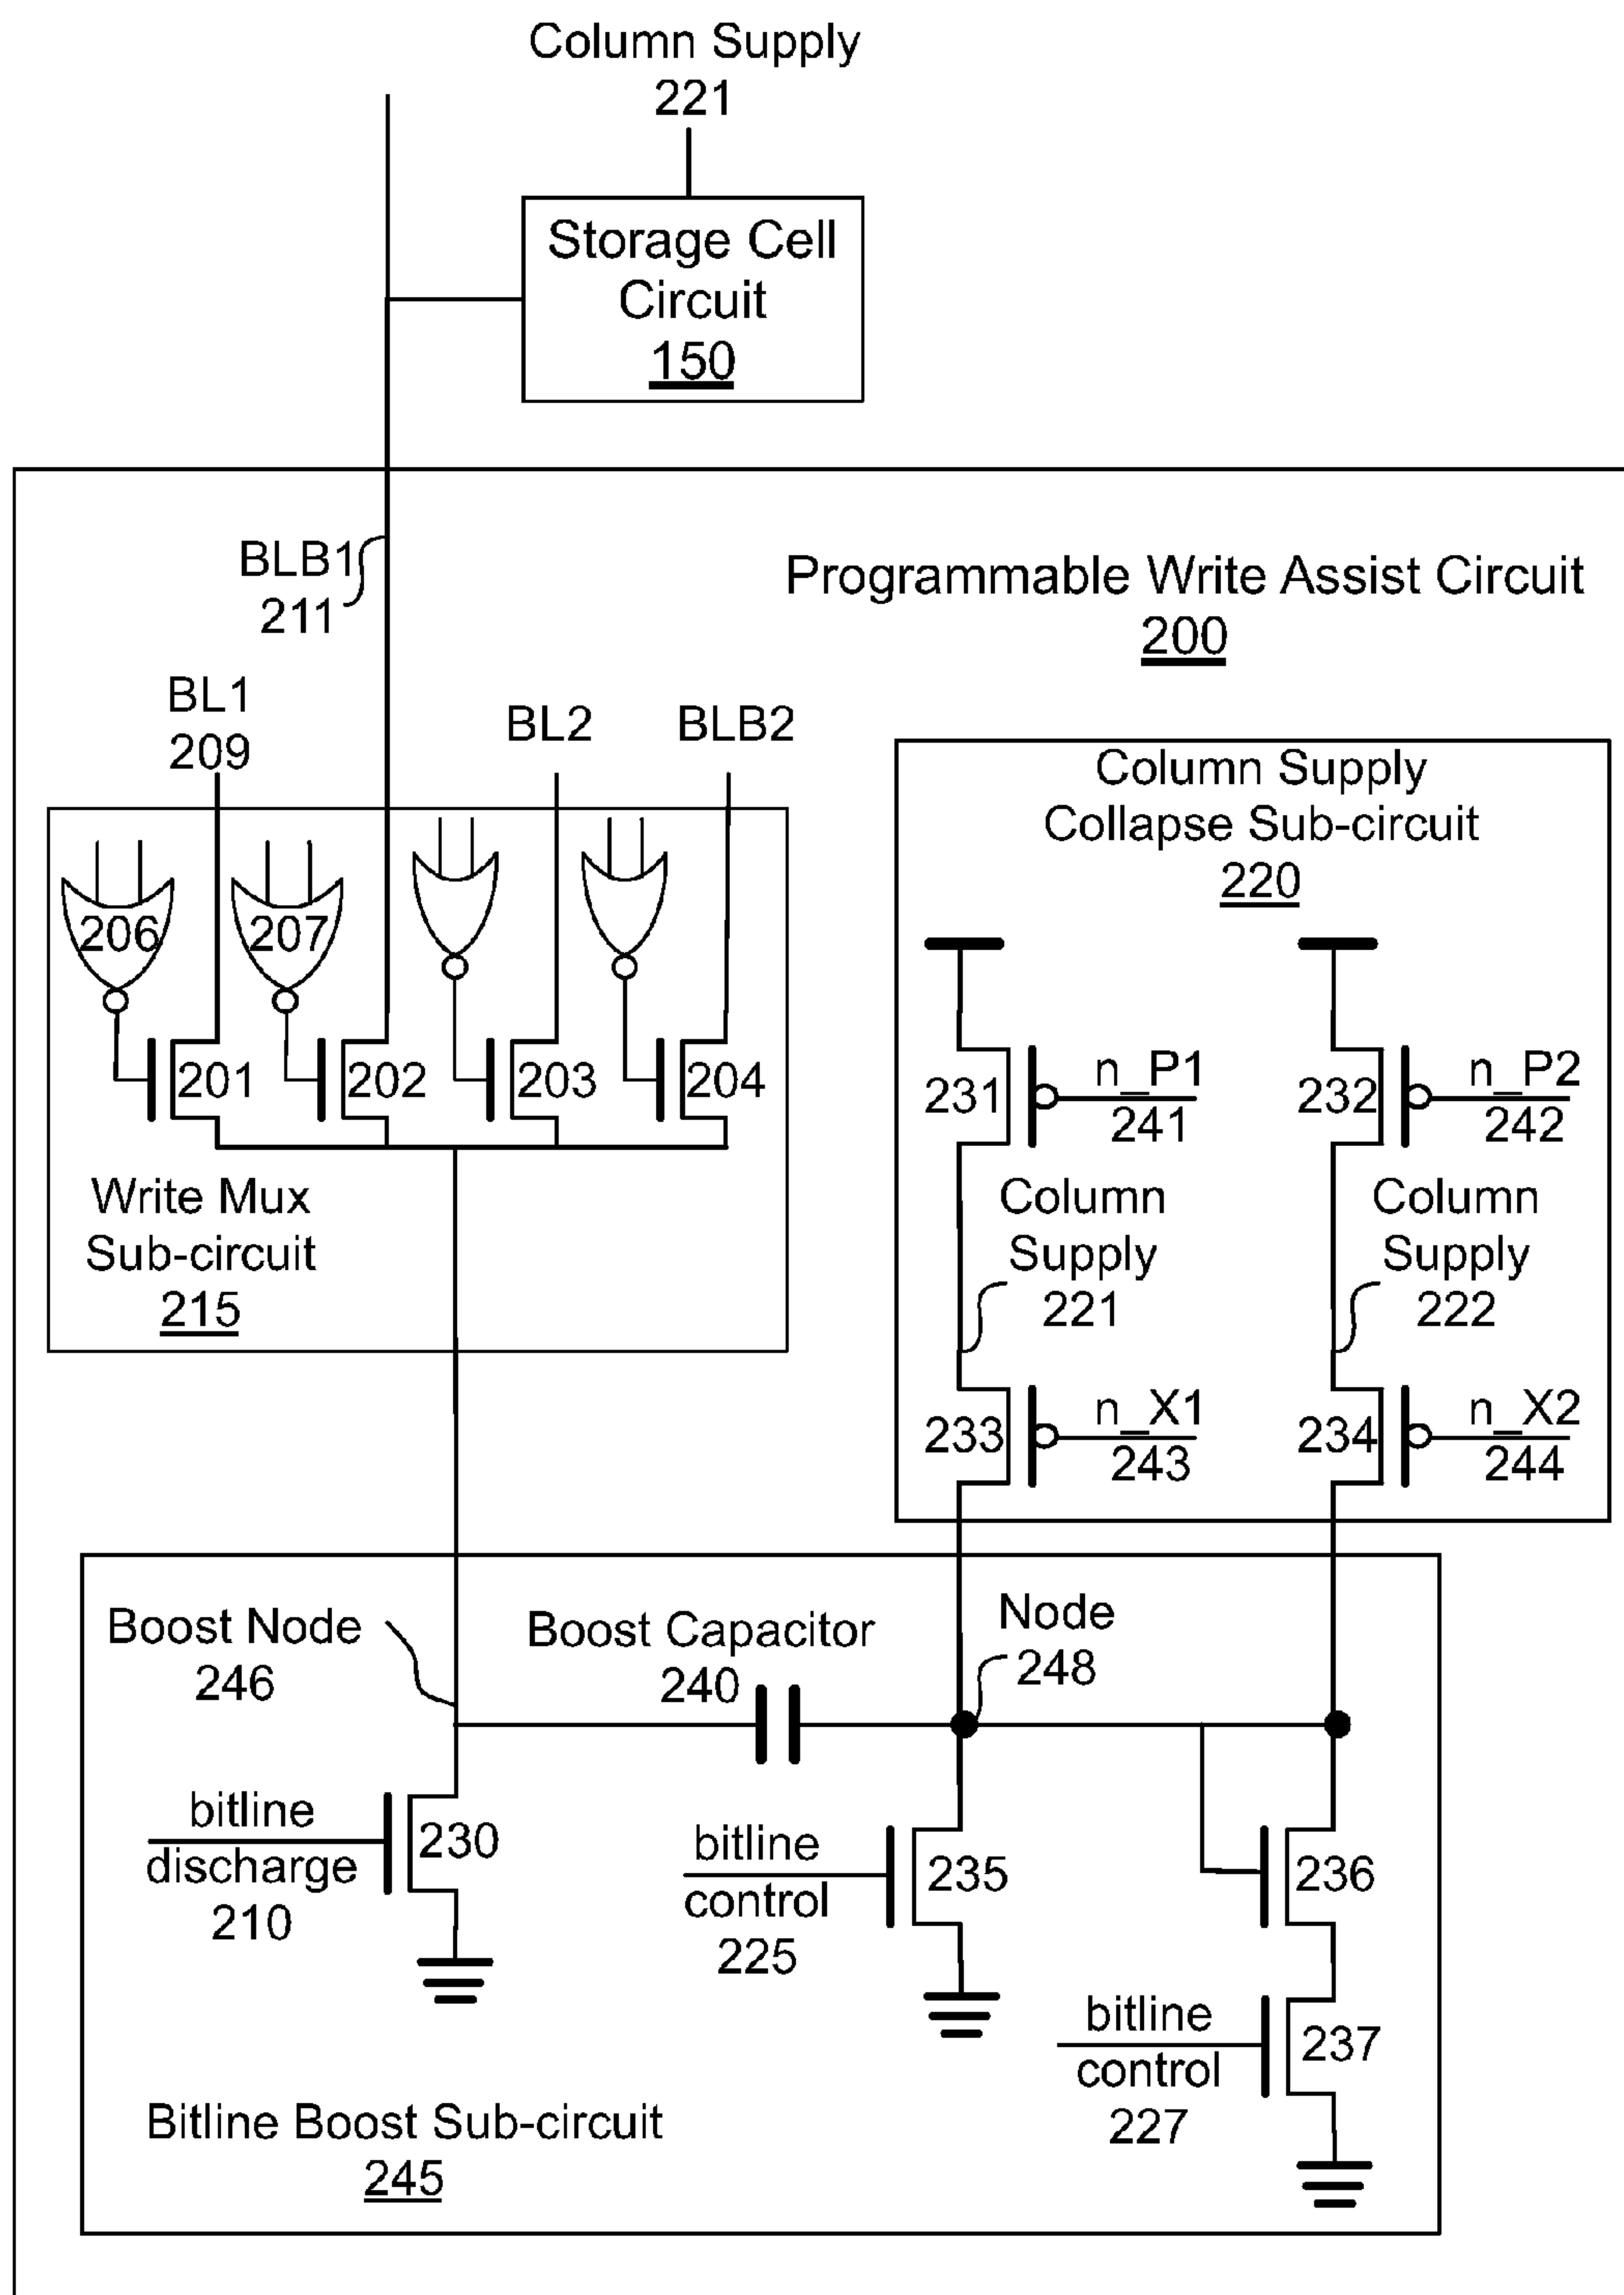 Column Supply
221
Storage Cell
Circuit
150
BLB1
211
Programmable Write Assist Circuit
200
BL1
209
BL2
BLB2
206
207
201
202
203
204
Write Mux
Sub-circuit
215
Column Supply
Collapse Sub-circuit
220
231
n_P1
241
232
n_P2
242
Column
Supply
221
Column
Supply
222
233
n_X1
243
234
n_X2
244
Boost Node
246
Boost Capacitor
240
Node
248
bitline
discharge
210
230
bitline
control
225
235
236
bitline
control
227
237
Bitline Boost Sub-circuit
245